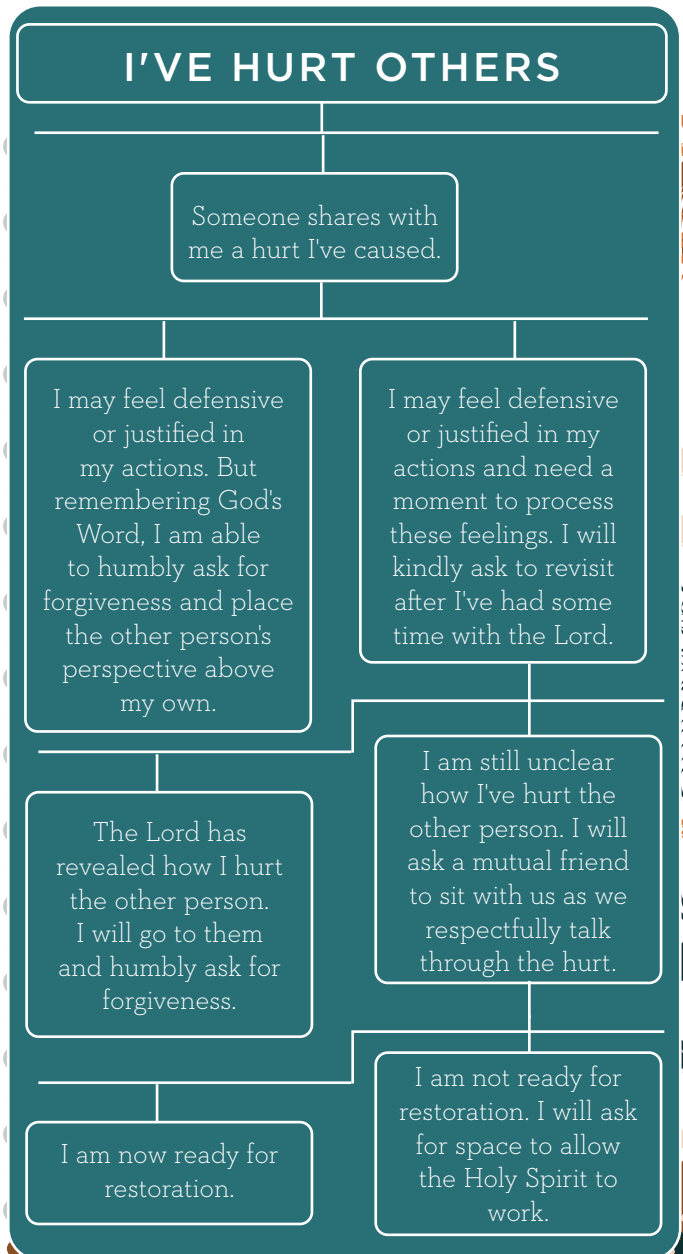 I'VE HURT OTHERS
Someone shares with
me a hurt I've caused.
I may feel defensive
or justified in
my actions. But
remembering God's
Word, I am able
to humbly ask for
forgiveness and place
the other person's
perspective above
my own.
I may feel defensive
or justified in my
actions and need a
moment to process
these feelings. I will
kindly ask to revisit
after I've had some
time with the Lord.
The Lord has
revealed how I hurt
the other person.
I will go to them
and humbly ask for
forgiveness.
I am still unclear
how I've hurt the
other person. I will
ask a mutual friend
to sit with us as we
respectfully talk
through the hurt.
I am now ready for
restoration.
I am not ready for
restoration. I will ask
for space to allow
the Holy Spirit to
work.